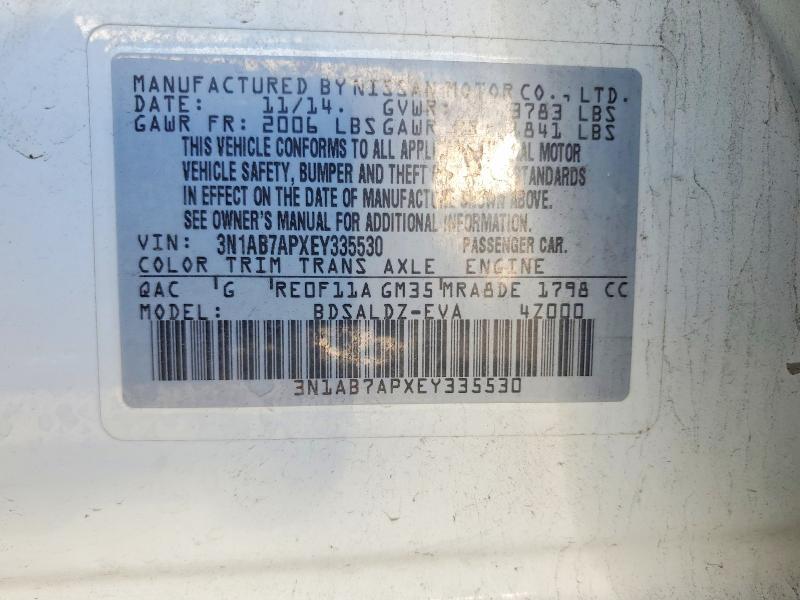 MANUFACTURED BY NISSAN MOTOR CO., LTD.
DATE: 11/14. GVWR: 3783 LBS
GAWR FR: 2006 LBS GAWR 841 LBS
THIS VEHICLE CONFORMS TO ALL MOTOR
VEHICLE SAFETY, BUMPER AND THEFT STANDARDS
IN EFFECT ON THE DATE OF MANUFACTURE SHOWN ABOVE.
SEE OWNER'S MANUAL FOR ADDITIONAL INFORMATION.
VIN: 3N1AB7APXEY335530 PASSENGER CAR.
COLOR TRIM TRANS AXLE ENGINE
QAC G RE0F11A GM35 MRA8DE 1798 CC
MODEL: BDSALDZ-EVA 4Z000
3N1AB7APXEY335530